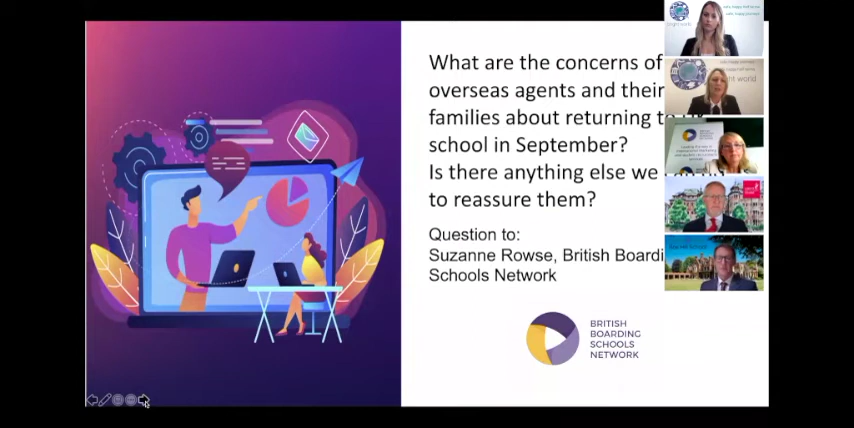 What are the concerns of
overseas agents and their
families about returning to
school in September?
Is there anything else we
to reassure them?
Question to:
Suzanne Rowse, British Boardi
Schools Network
BRITISH
BOARDING
SCHOOLS
NETWORK